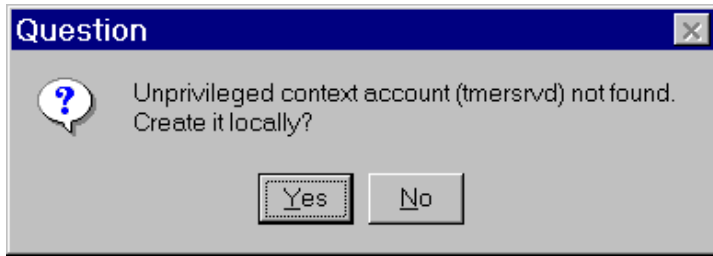 Question
?
Unprivileged context account (tmersrvd) not found.
Create it locally?
Yes No